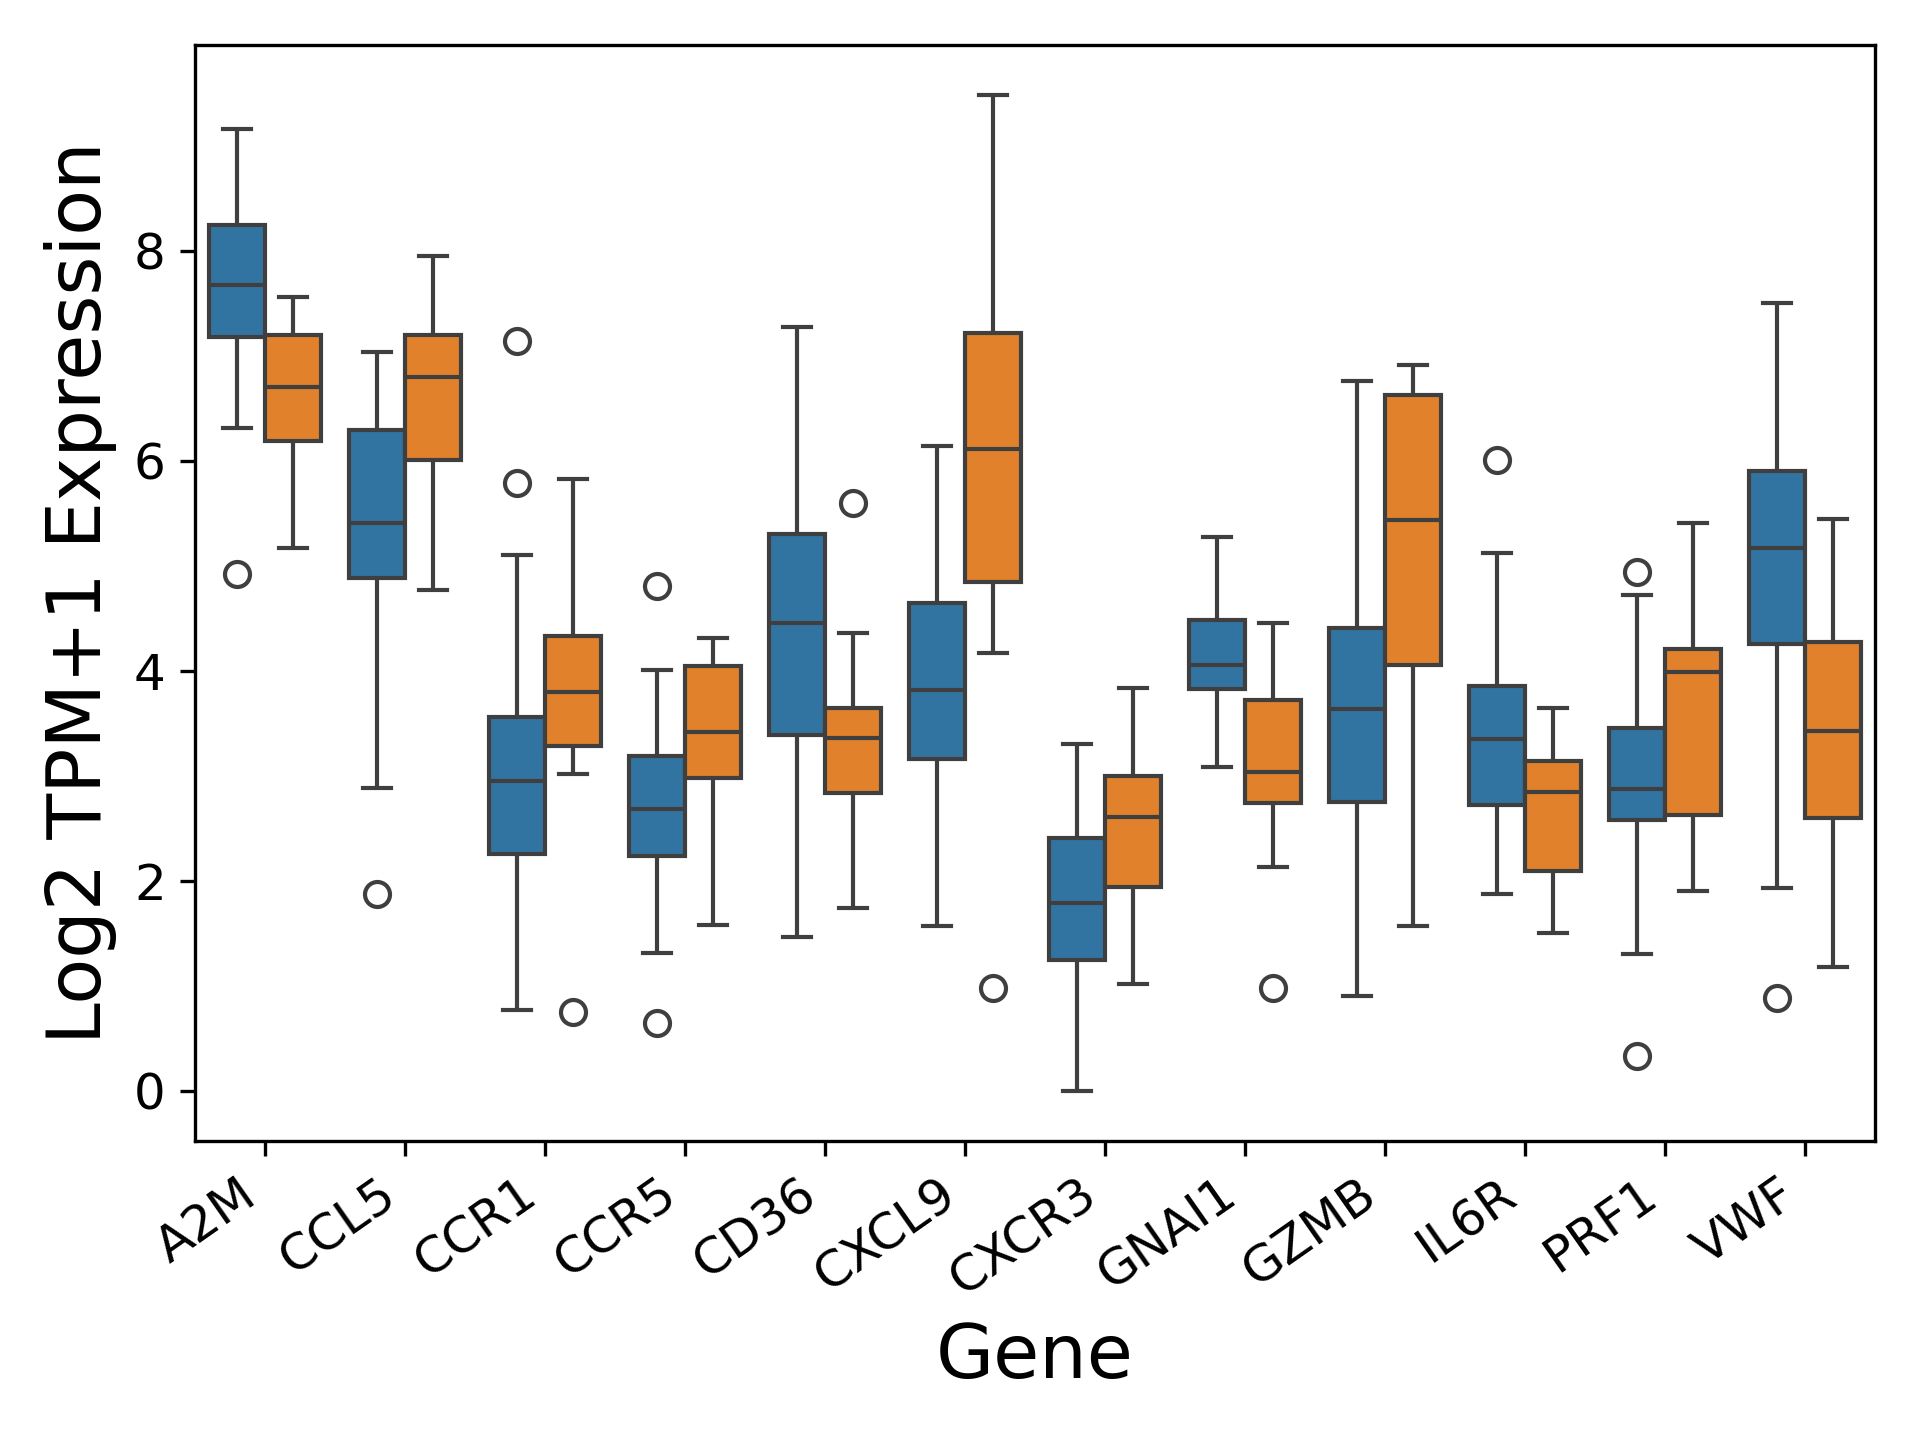 Log2 TPM+1 Expression
8
6
4
2
0
A2M CCL5 CCR1 CCR5 CD36 CXCL9 CXCR3 GNAI1 GZMB IL6R PRF1 VWF
Gene